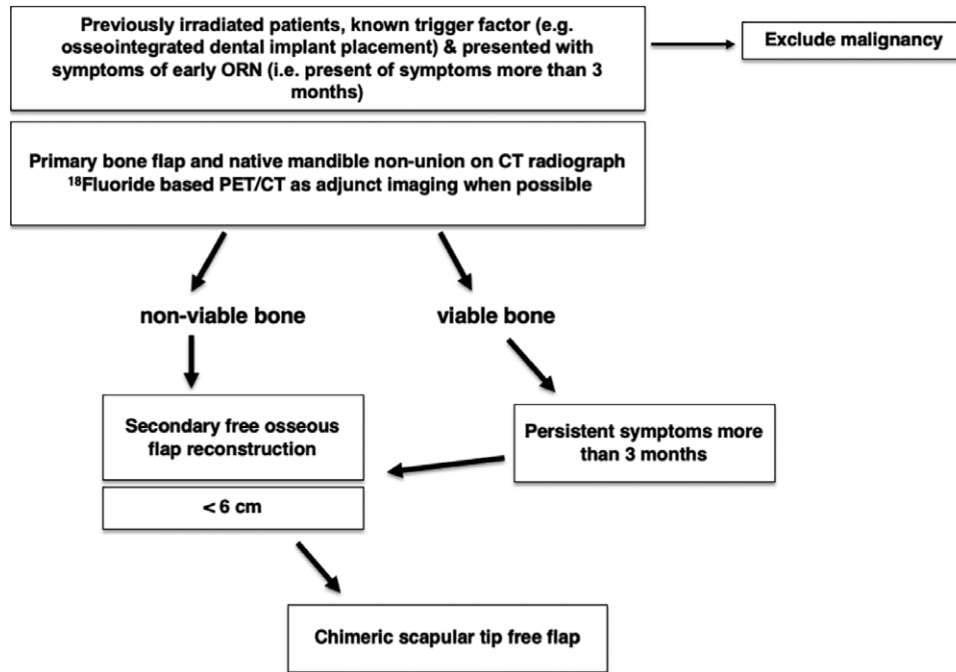 Previously irradiated patients, known trigger factor (e.g.
osseointegrated dental implant placement) & presented with
symptoms of early ORN (i.e. present of symptoms more than 3
months)
Exclude malignancy
Primary bone flap and native mandible non-union on CT radiograph
¹⁸Fluoride based PET/CT as adjunct imaging when possible
non-viable bone
viable bone
Secondary free osseous
flap reconstruction
< 6 cm
Persistent symptoms more
than 3 months
Chimeric scapular tip free flap